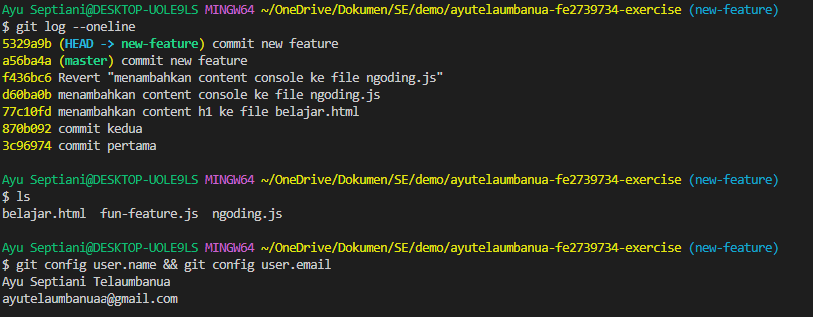 Ayu Septiani@DESKTOP-UOLE9LS MINGW64 ~/OneDrive/Dokumen/SE/demo/ayutelaumbanua-fe2739734-exercise (new-feature)
$ git log --oneline
5329a9b (HEAD -> new-feature) commit new feature
a56ba4a (master) commit new feature
f436bc6 Revert "menambahkan content console ke file ngoding.js"
d60ba0b menambahkan content console ke file ngoding.js
77c10fd menambahkan content h1 ke file belajar.html
870b092 commit kedua
3c96974 commit pertama
Ayu Septiani@DESKTOP-UOLE9LS MINGW64 ~/OneDrive/Dokumen/SE/demo/ayutelaumbanua-fe2739734-exercise (new-feature)
$ ls
belajar.html  fun-feature.js  ngoding.js
Ayu Septiani@DESKTOP-UOLE9LS MINGW64 ~/OneDrive/Dokumen/SE/demo/ayutelaumbanua-fe2739734-exercise (new-feature)
$ git config user.name && git config user.email
Ayu Septiani Telaumbanua
ayutelaumbanuaa@gmail.com